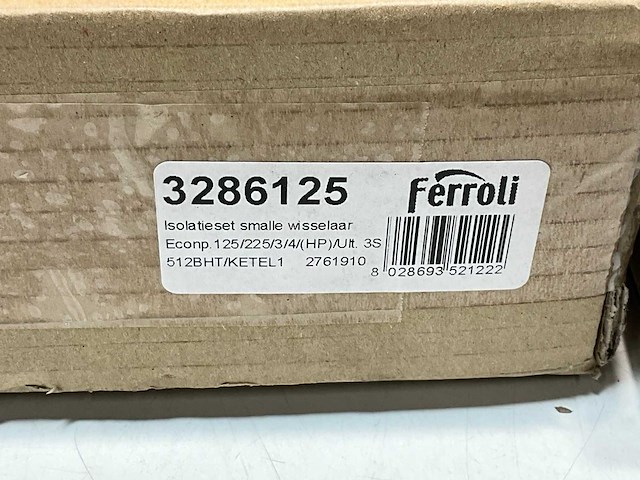 3286125 Ferroli
Isolatieset smalle wisselaar
Econp.125/225/3/4/(HP)/Ult. 3S
512BHT/KETEL1 2761910
8 028693 521222